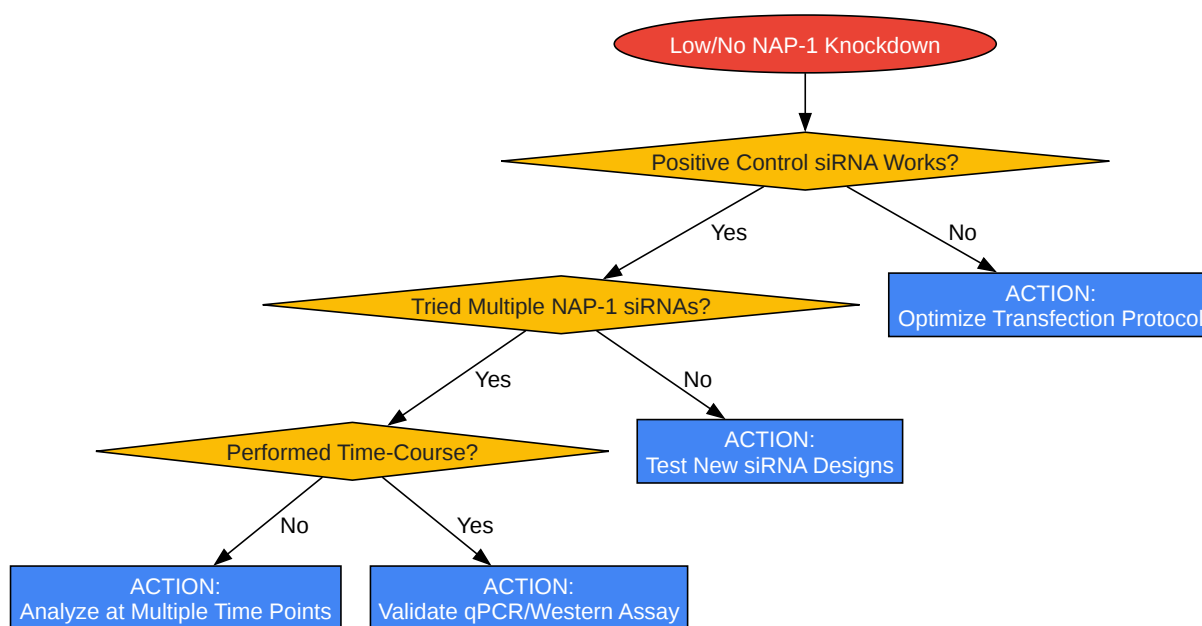 Low/No NAP-1 Knockdown
Positive Control siRNA Works?
Yes
No
Tried Multiple NAP-1 siRNAs?
ACTION:
Optimize Transfection Protocol
Yes
No
Performed Time-Course?
ACTION:
Test New siRNA Designs
No
Yes
ACTION:
Analyze at Multiple Time Points
ACTION:
Validate qPCR/Western Assay